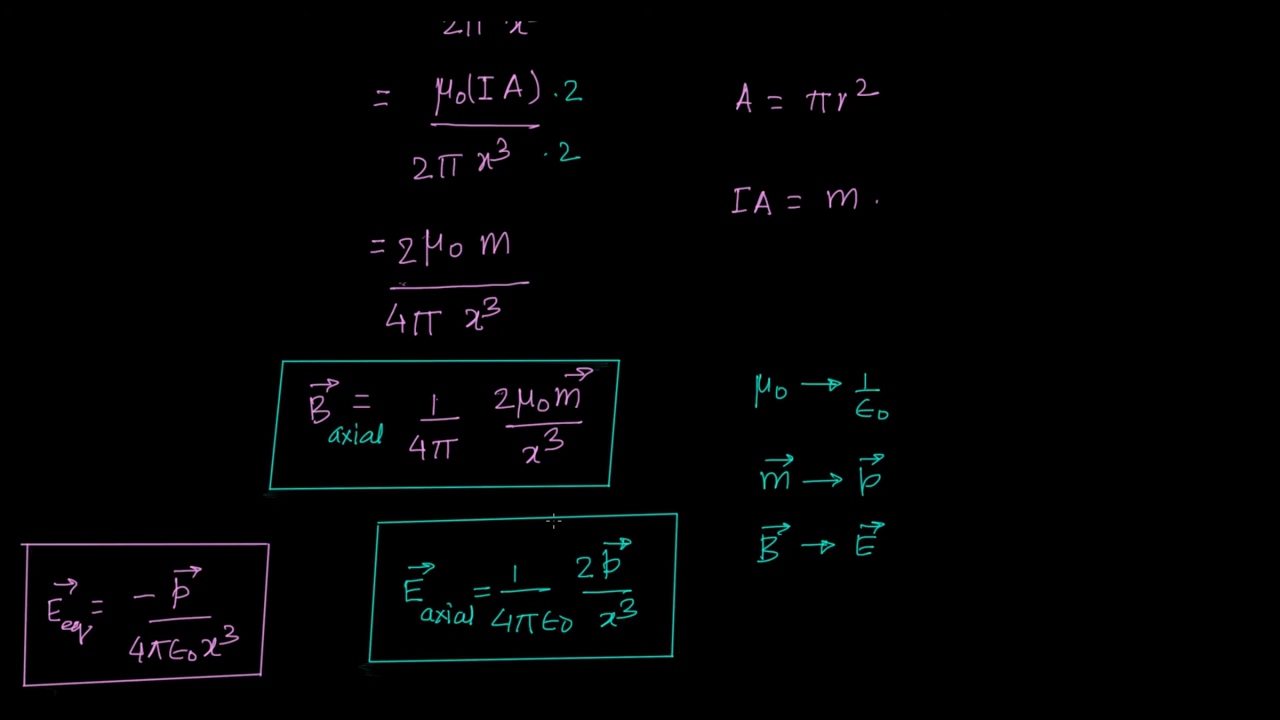 2π x
= μ₀(I A) · 2
2π x³ · 2
A = πr²
IA = m .
= 2μ₀ m
4π x³
B⃗ axial = 1/4π 2μ₀m⃗/x³
μ₀ → 1/ε₀
m⃗ → p⃗
B⃗ → E⃗
E⃗eq = −p⃗/4πε₀x³
E⃗ axial = 1/4πε₀ 2p⃗/x³